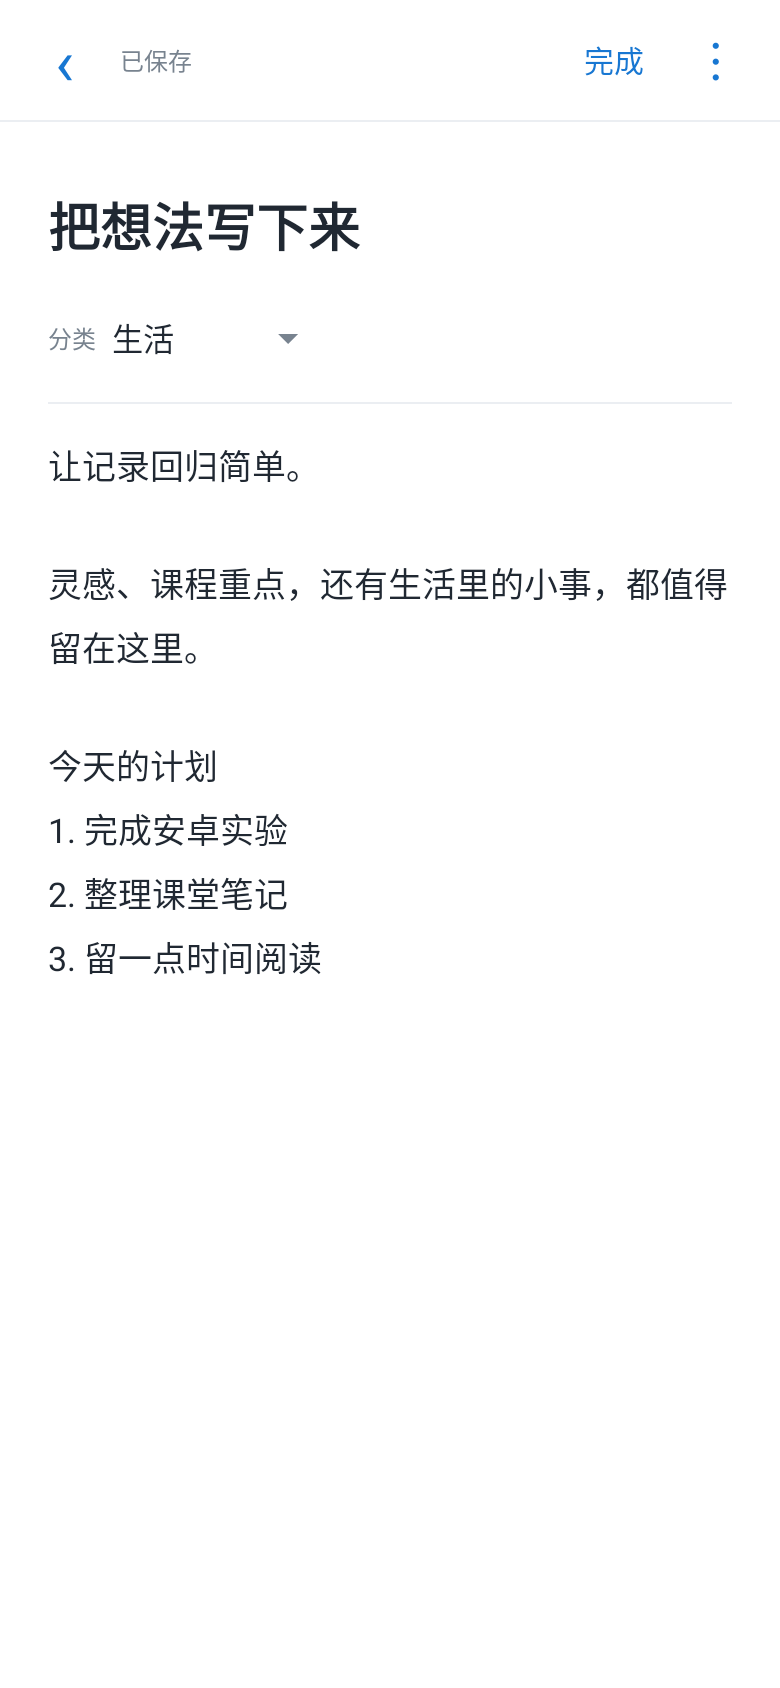 已保存
完成
把想法写下来
分类 生活
让记录回归简单。
灵感、课程重点，还有生活里的小事，都值得
留在这里。
今天的计划
1. 完成安卓实验
2. 整理课堂笔记
3. 留一点时间阅读